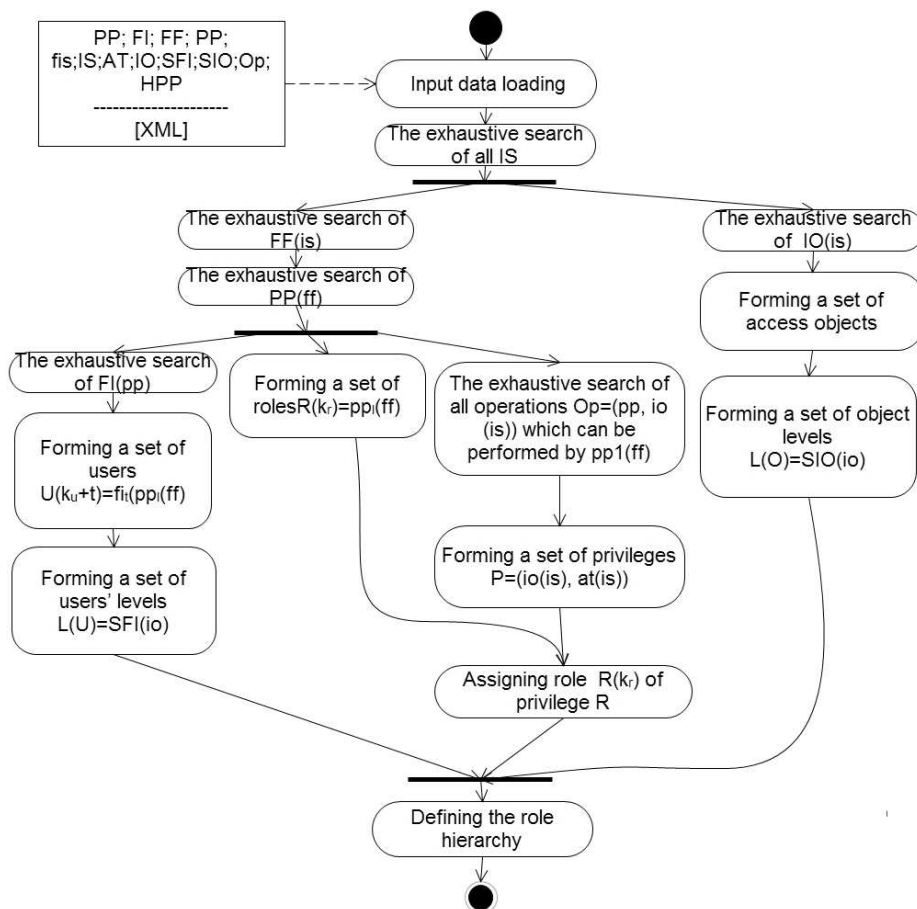 PP; FI; FF; PP;
fis;IS;AT;IO;SFI;SIO;Op;
HPP
---------------------
[XML]
Input data loading
The exhaustive search
of all IS
The exhaustive search of
FF(is)
The exhaustive search of
PP(ff)
The exhaustive search
of IO(is)
Forming a set of
access objects
Forming a set of object
levels
L(O)=SIO(io)
The exhaustive search
of FI(pp)
Forming a set of
users
U(kᵤ+t)=fiₜ(ppₗ(ff)
Forming a set of
users’ levels
L(U)=SFI(io)
Forming a set of
rolesR(kᵣ)=ppₗ(ff)
The exhaustive search of
all operations Op=(pp, io
(is)) which can be
performed by pp1(ff)
Forming a set of privileges
P=(io(is), at(is))
Assigning role R(kᵣ) of
privilege R
Defining the role
hierarchy